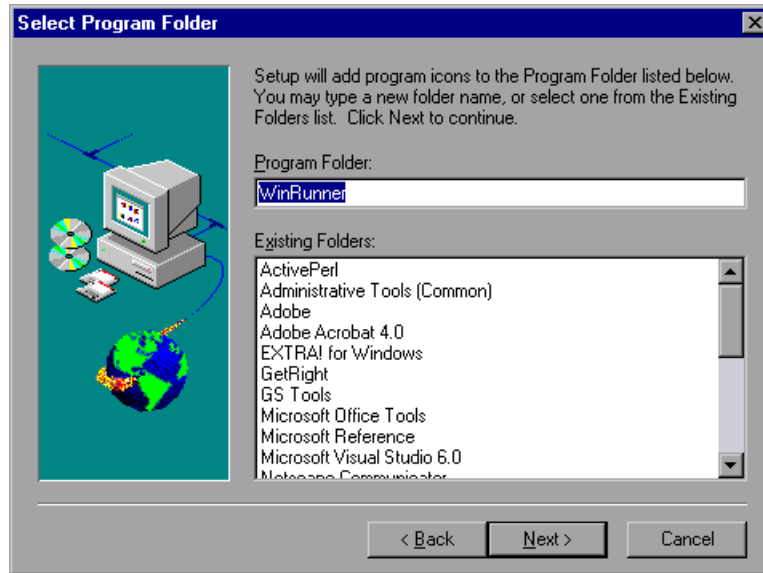 Select Program Folder
Setup will add program icons to the Program Folder listed below.
You may type a new folder name, or select one from the Existing
Folders list. Click Next to continue.
Program Folder:
WinRunner
Existing Folders:
ActivePerl
Administrative Tools (Common)
Adobe
Adobe Acrobat 4.0
EXTRA! for Windows
GetRight
GS Tools
Microsoft Office Tools
Microsoft Reference
Microsoft Visual Studio 6.0
Netscape Communicator
< Back
Next >
Cancel